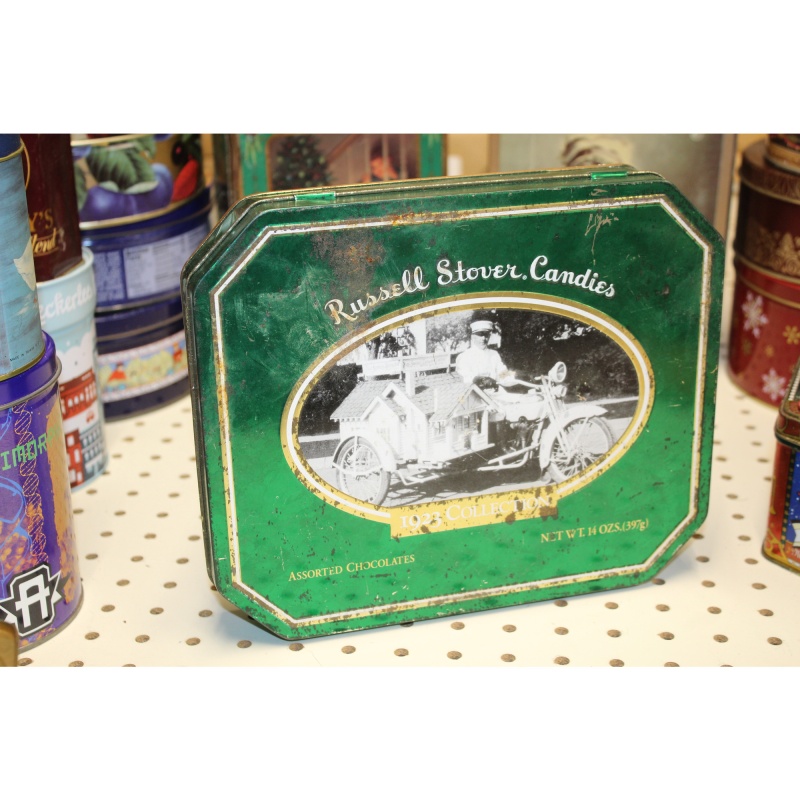 Russell Stover Candies
1923 COLLECTION
NET WT. 14 OZS.(397g)
ASSORTED CHOCOLATES
A